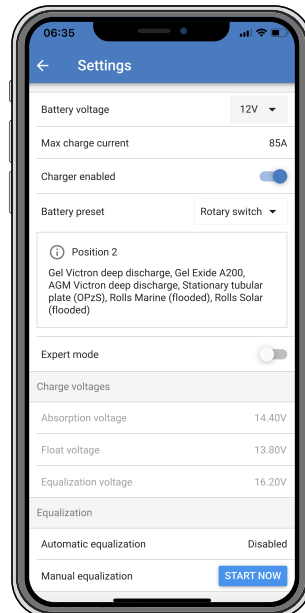 06:35
Settings
Battery voltage 12V
Max charge current 85A
Charger enabled
Battery preset Rotary switch
Position 2
Gel Victron deep discharge, Gel Exide A200,
AGM Victron deep discharge, Stationary tubular
plate (OPzS), Rolls Marine (flooded), Rolls Solar
(flooded)
Expert mode
Charge voltages
Absorption voltage 14.40V
Float voltage 13.80V
Equalization voltage 16.20V
Equalization
Automatic equalization Disabled
Manual equalization START NOW